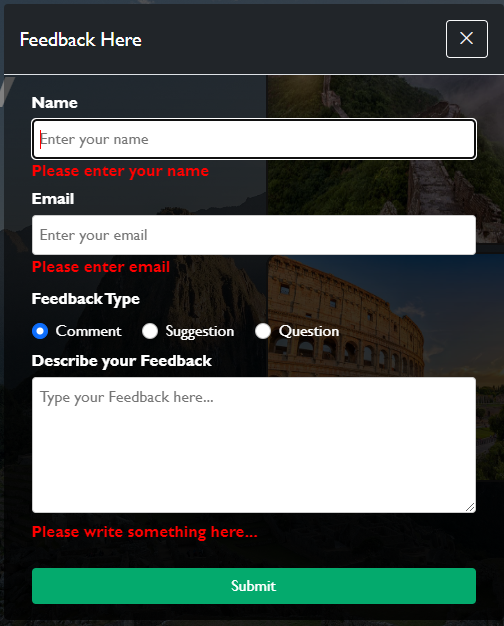 Feedback Here
Name
Enter your name
Please enter your name
Email
Enter your email
Please enter email
Feedback Type
Comment Suggestion Question
Describe your Feedback
Type your Feedback here...
Please write something here...
Submit